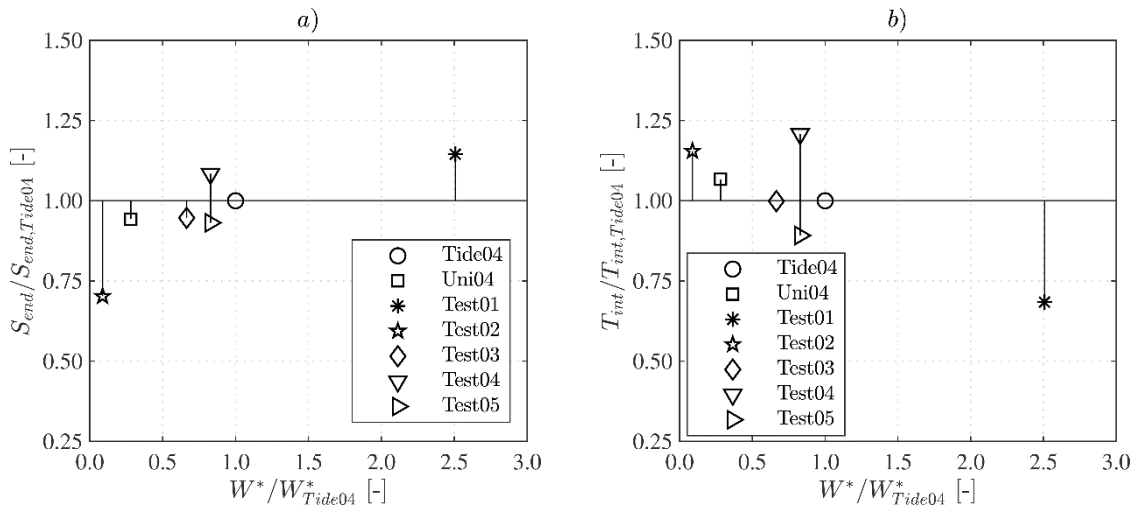 a)
1.50
1.25
1.00
0.75
0.50
0.25
S_end/S_end,Tide04 [-]
Tide04
Uni04
Test01
Test02
Test03
Test04
Test05
0.0 0.5 1.0 1.5 2.0 2.5 3.0
W*/W*_Tide04 [-]
b)
1.50
1.25
1.00
0.75
0.50
0.25
T_int/T_int,Tide04 [-]
Tide04
Uni04
Test01
Test02
Test03
Test04
Test05
0.0 0.5 1.0 1.5 2.0 2.5 3.0
W*/W*_Tide04 [-]